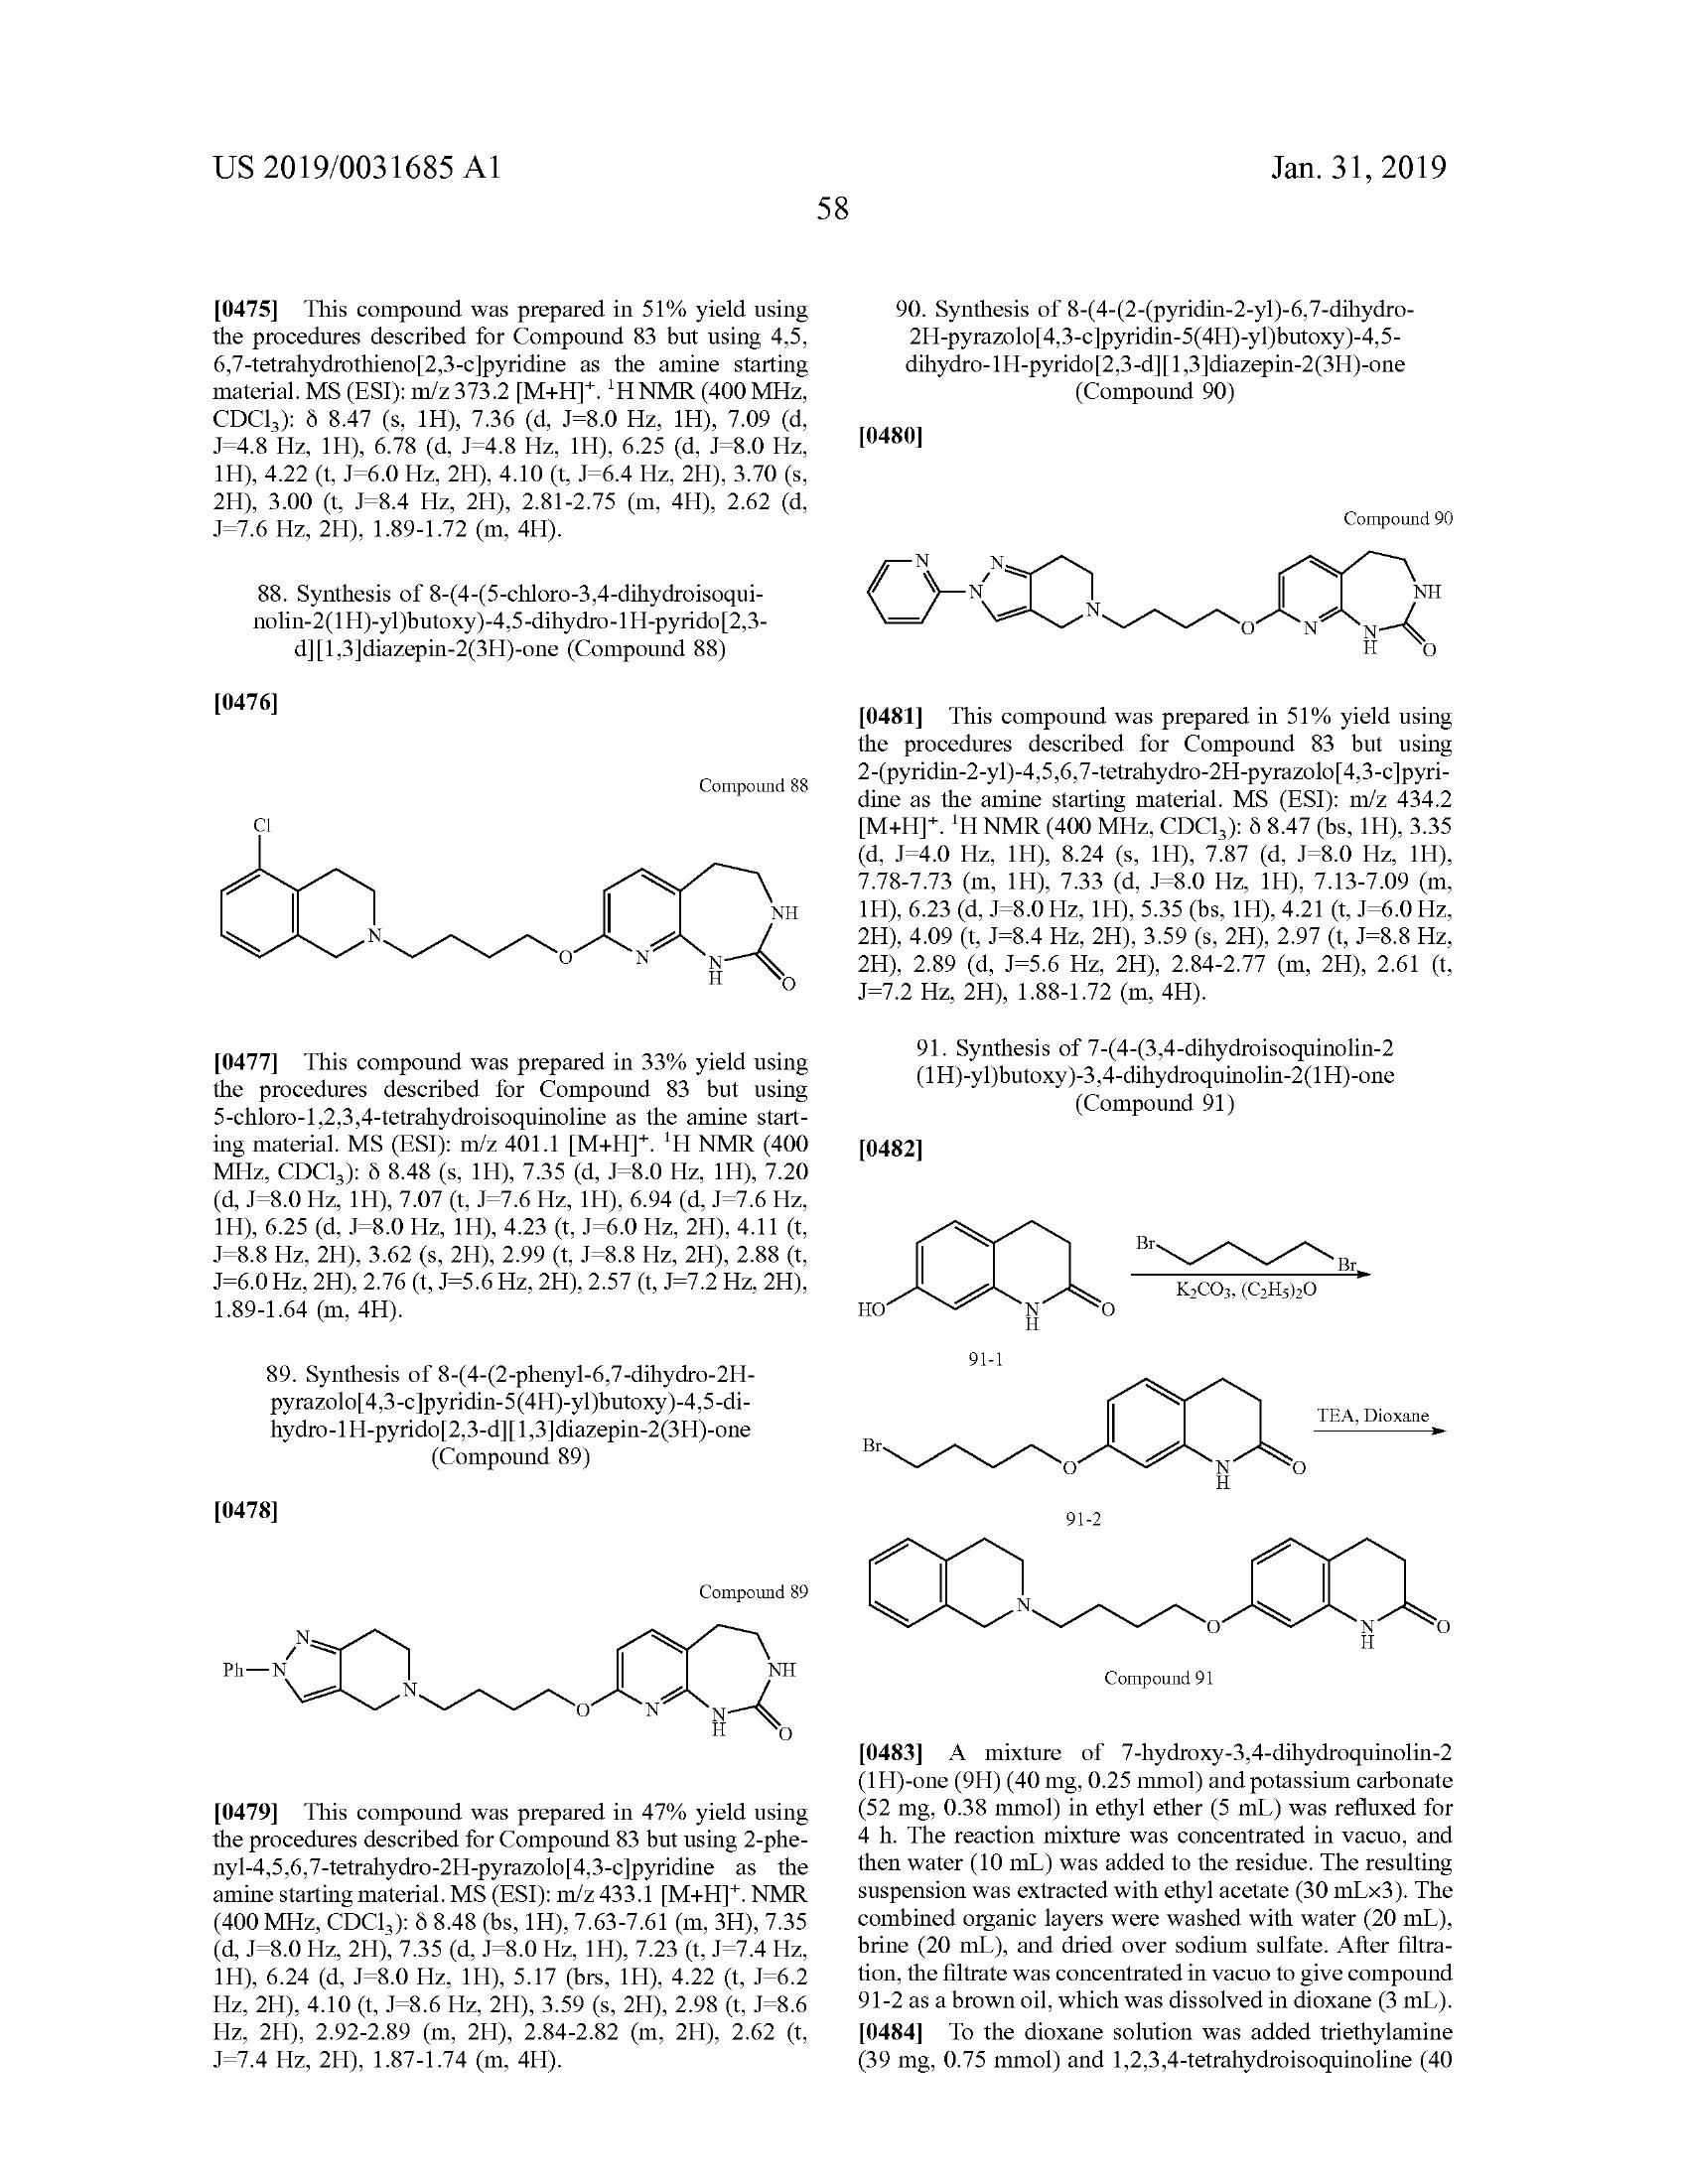 US 2019/0031685 A1
Jan. 31, 2019
58
[0475] This compound was prepared in 51% yield using
the procedures described for Compound 83 but using 4,5,
6,7-tetrahydrothieno[2,3-c]pyridine as the amine starting
material. MS (ESI): m/z 373.2 [M+H]⁺. ¹H NMR (400 MHz,
CDCl₃): δ 8.47 (s, 1H), 7.36 (d, J=8.0 Hz, 1H), 7.09 (d,
J=4.8 Hz, 1H), 6.78 (d, J=4.8 Hz, 1H), 6.25 (d, J=8.0 Hz,
1H), 4.22 (t, J=6.0 Hz, 2H), 4.10 (t, J=6.4 Hz, 2H), 3.70 (s,
2H), 3.00 (t, J=8.4 Hz, 2H), 2.81-2.75 (m, 4H), 2.62 (d,
J=7.6 Hz, 2H), 1.89-1.72 (m, 4H).
88. Synthesis of 8-(4-(5-chloro-3,4-dihydroisoqui-
nolin-2(1H)-yl)butoxy)-4,5-dihydro-1H-pyrido[2,3-
d][1,3]diazepin-2(3H)-one (Compound 88)
[0476]
Compound 88
Cl
NH
N
O
N
N
H
O
[0477] This compound was prepared in 33% yield using
the procedures described for Compound 83 but using
5-chloro-1,2,3,4-tetrahydroisoquinoline as the amine start-
ing material. MS (ESI): m/z 401.1 [M+H]⁺. ¹H NMR (400
MHz, CDCl₃): δ 8.48 (s, 1H), 7.35 (d, J=8.0 Hz, 1H), 7.20
(d, J=8.0 Hz, 1H), 7.07 (t, J=7.6 Hz, 1H), 6.94 (d, J=7.6 Hz,
1H), 6.25 (d, J=8.0 Hz, 1H), 4.23 (t, J=6.0 Hz, 2H), 4.11 (t,
J=8.8 Hz, 2H), 3.62 (s, 2H), 2.99 (t, J=8.8 Hz, 2H), 2.88 (t,
J=6.0 Hz, 2H), 2.76 (t, J=5.6 Hz, 2H), 2.57 (t, J=7.2 Hz, 2H),
1.89-1.64 (m, 4H).
89. Synthesis of 8-(4-(2-phenyl-6,7-dihydro-2H-
pyrazolo[4,3-c]pyridin-5(4H)-yl)butoxy)-4,5-di-
hydro-1H-pyrido[2,3-d][1,3]diazepin-2(3H)-one
(Compound 89)
[0478]
Compound 89
N
Ph
N
NH
N
O
N
N
H
O
[0479] This compound was prepared in 47% yield using
the procedures described for Compound 83 but using 2-phe-
nyl-4,5,6,7-tetrahydro-2H-pyrazolo[4,3-c]pyridine as the
amine starting material. MS (ESI): m/z 433.1 [M+H]⁺. NMR
(400 MHz, CDCl₃): δ 8.48 (bs, 1H), 7.63-7.61 (m, 3H), 7.35
(d, J=8.0 Hz, 2H), 7.35 (d, J=8.0 Hz, 1H), 7.23 (t, J=7.4 Hz,
1H), 6.24 (d, J=8.0 Hz, 1H), 5.17 (brs, 1H), 4.22 (t, J=6.2
Hz, 2H), 4.10 (t, J=8.6 Hz, 2H), 3.59 (s, 2H), 2.98 (t, J=8.6
Hz, 2H), 2.92-2.89 (m, 2H), 2.84-2.82 (m, 2H), 2.62 (t,
J=7.4 Hz, 2H), 1.87-1.74 (m, 4H).
90. Synthesis of 8-(4-(2-(pyridin-2-yl)-6,7-dihydro-
2H-pyrazolo[4,3-c]pyridin-5(4H)-yl)butoxy)-4,5-
dihydro-1H-pyrido[2,3-d][1,3]diazepin-2(3H)-one
(Compound 90)
[0480]
Compound 90
N
N
N
NH
N
O
N
N
H
O
[0481] This compound was prepared in 51% yield using
the procedures described for Compound 83 but using
2-(pyridin-2-yl)-4,5,6,7-tetrahydro-2H-pyrazolo[4,3-c]pyri-
dine as the amine starting material. MS (ESI): m/z 434.2
[M+H]⁺. ¹H NMR (400 MHz, CDCl₃): δ 8.47 (bs, 1H), 3.35
(d, J=4.0 Hz, 1H), 8.24 (s, 1H), 7.87 (d, J=8.0 Hz, 1H),
7.78-7.73 (m, 1H), 7.33 (d, J=8.0 Hz, 1H), 7.13-7.09 (m,
1H), 6.23 (d, J=8.0 Hz, 1H), 5.35 (bs, 1H), 4.21 (t, J=6.0 Hz,
2H), 4.09 (t, J=8.4 Hz, 2H), 3.59 (s, 2H), 2.97 (t, J=8.8 Hz,
2H), 2.89 (d, J=5.6 Hz, 2H), 2.84-2.77 (m, 2H), 2.61 (t,
J=7.2 Hz, 2H), 1.88-1.72 (m, 4H).
91. Synthesis of 7-(4-(3,4-dihydroisoquinolin-2
(1H)-yl)butoxy)-3,4-dihydroquinolin-2(1H)-one
(Compound 91)
[0482]
Br
Br
K₂CO₃, (C₂H₅)₂O
HO
N
H
O
91-1
TEA, Dioxane
Br
O
N
H
O
91-2
N
O
N
H
O
Compound 91
[0483] A mixture of 7-hydroxy-3,4-dihydroquinolin-2
(1H)-one (9H) (40 mg, 0.25 mmol) and potassium carbonate
(52 mg, 0.38 mmol) in ethyl ether (5 mL) was refluxed for
4 h. The reaction mixture was concentrated in vacuo, and
then water (10 mL) was added to the residue. The resulting
suspension was extracted with ethyl acetate (30 mLx3). The
combined organic layers were washed with water (20 mL),
brine (20 mL), and dried over sodium sulfate. After filtra-
tion, the filtrate was concentrated in vacuo to give compound
91-2 as a brown oil, which was dissolved in dioxane (3 mL).
[0484] To the dioxane solution was added triethylamine
(39 mg, 0.75 mmol) and 1,2,3,4-tetrahydroisoquinoline (40